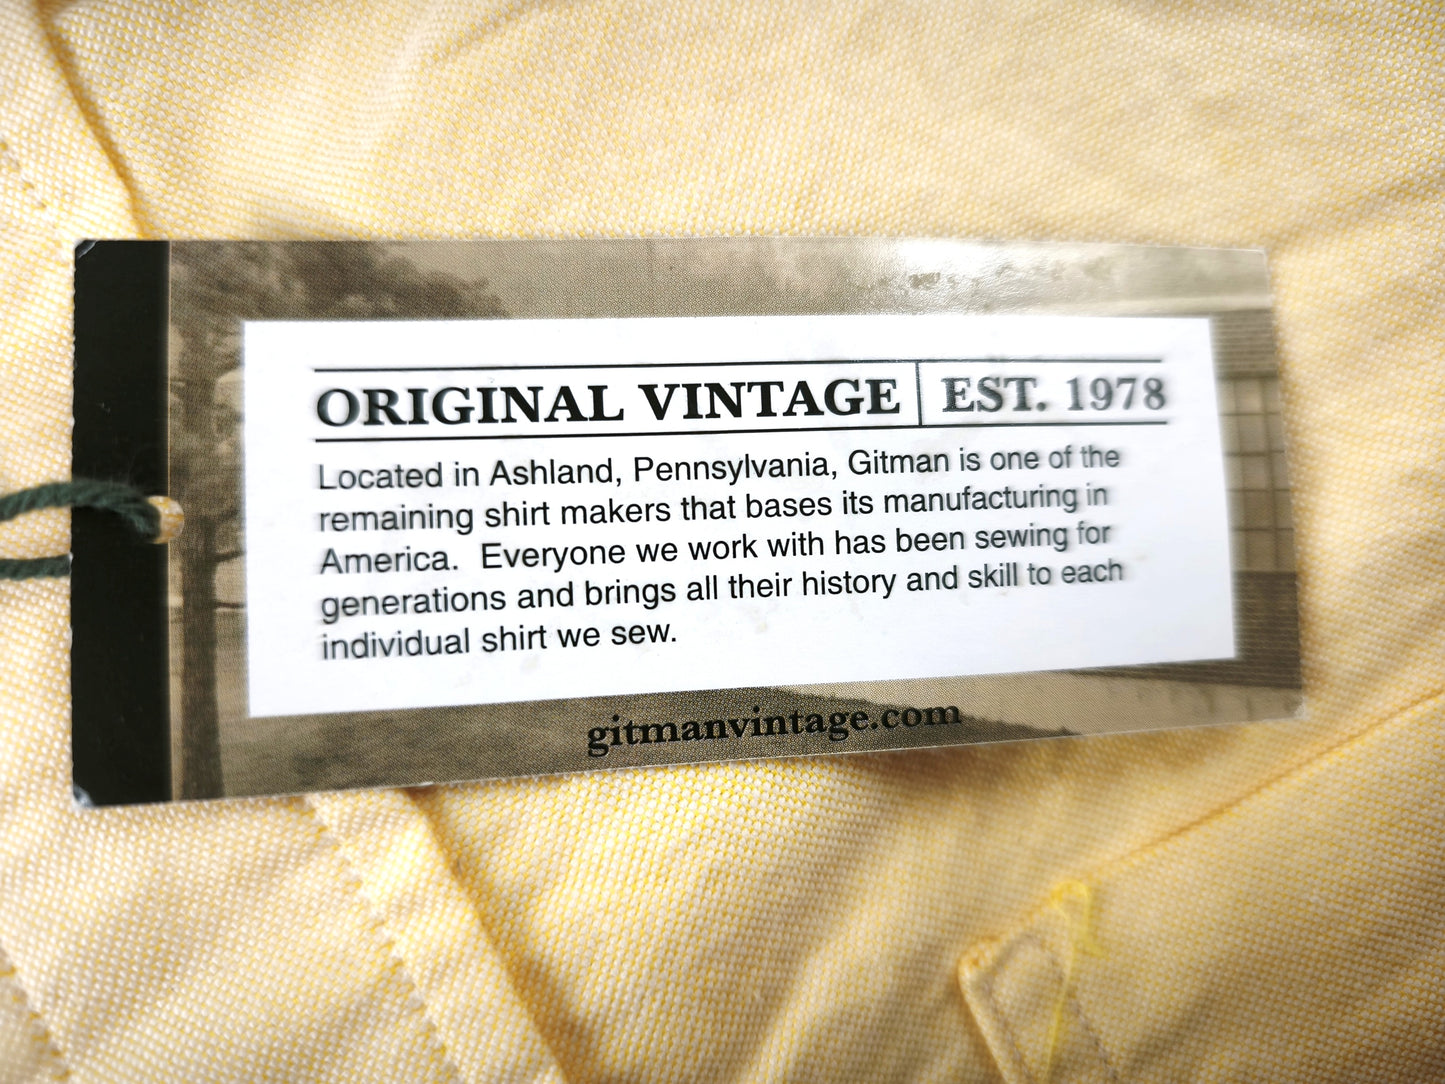 ORIGINAL VINTAGE EST. 1978
Located in Ashland, Pennsylvania, Gitman is one of the
remaining shirt makers that bases its manufacturing in
America.  Everyone we work with has been sewing for
generations and brings all their history and skill to each
individual shirt we sew.
gitmanvintage.com